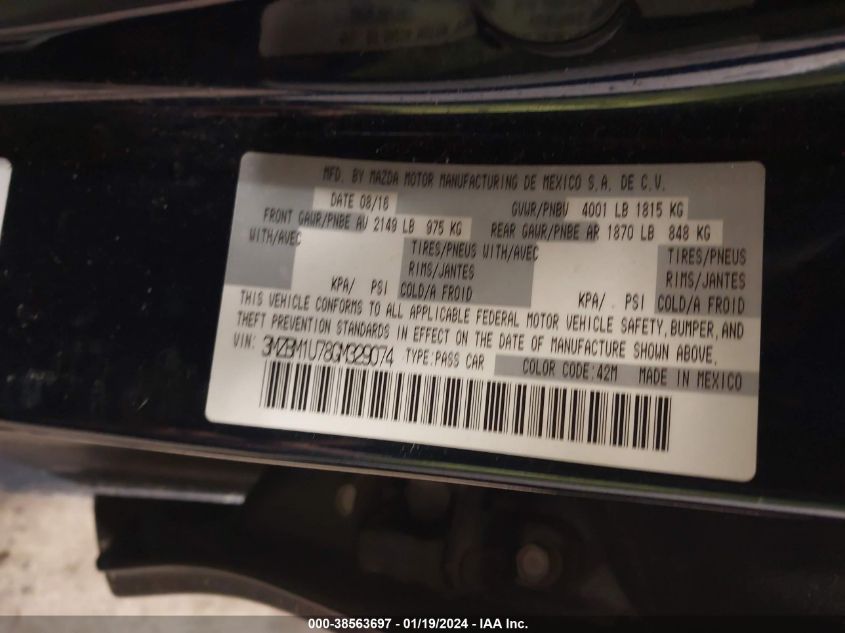 MFD. BY MAZDA MOTOR MANUFACTURING DE MEXICO S.A. DE C.V.
DATE 08/16 GVWR/PNBV 4001 LB 1815 KG
FRONT GAWR/PNBE AV 2149 LB 975 KG REAR GAWR/PNBE AR 1870 LB 848 KG
WITH/AVEC TIRES/PNEUS WITH/AVEC TIRES/PNEUS
RIMS/JANTES RIMS/JANTES
KPA/ PSI COLD/A FROID KPA/ PSI COLD/A FROID
THIS VEHICLE CONFORMS TO ALL APPLICABLE FEDERAL MOTOR VEHICLE SAFETY, BUMPER, AND
THEFT PREVENTION STANDARDS IN EFFECT ON THE DATE OF MANUFACTURE SHOWN ABOVE.
VIN: 3MZBM1U78GM329074 TYPE:PASS CAR COLOR CODE:42M MADE IN MEXICO
000-38563697 - 01/19/2024 - IAA Inc.